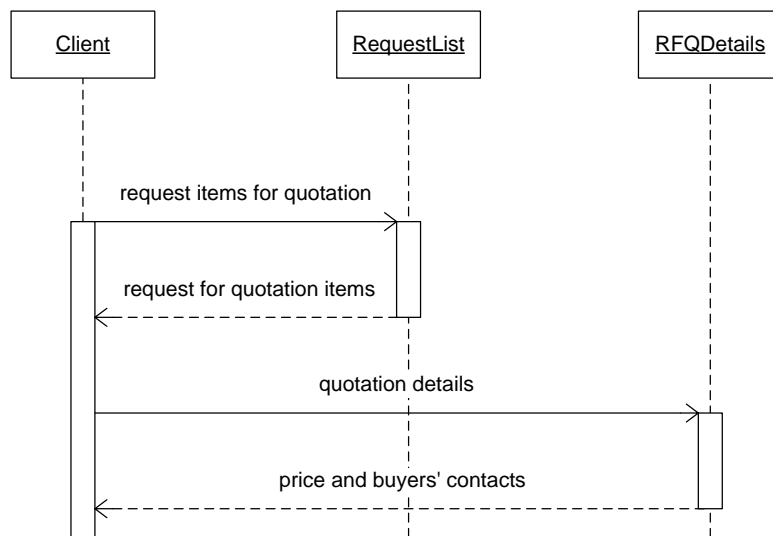 Client
RequestList
RFQDetails
request items for quotation
request for quotation items
quotation details
price and buyers' contacts